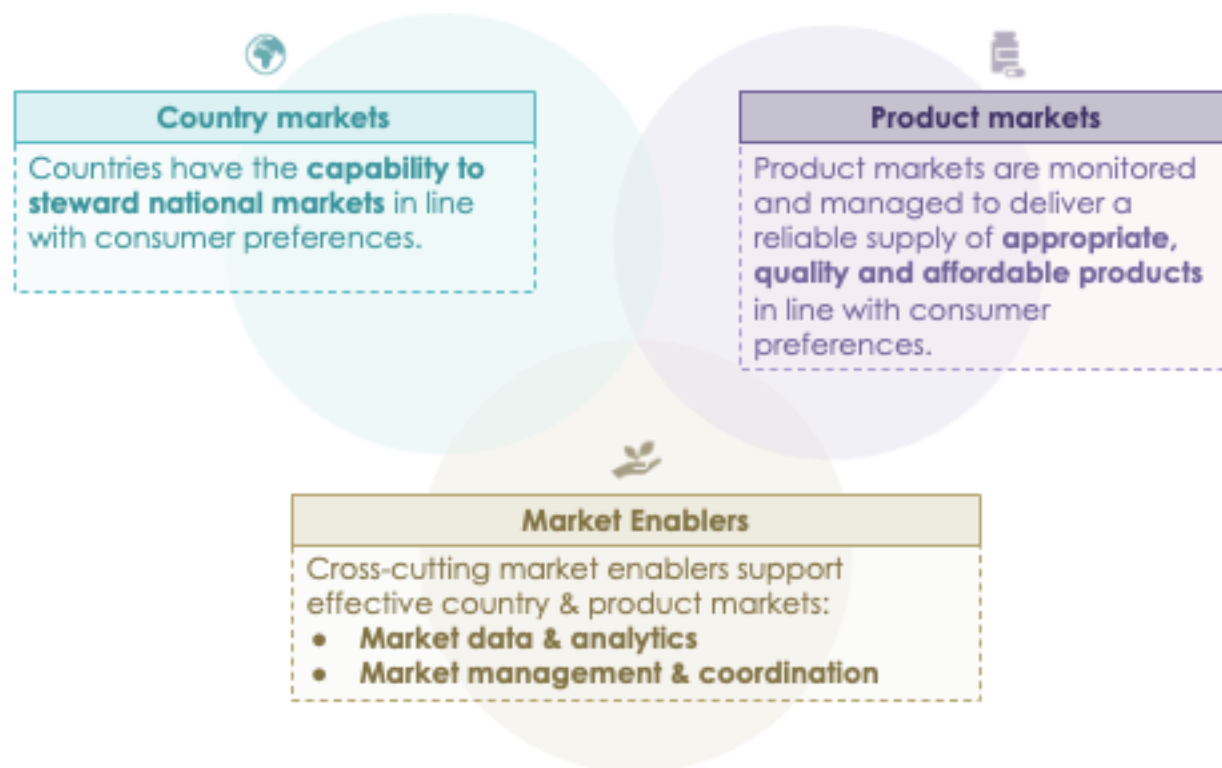 Country markets
Countries have the capability to
steward national markets in line
with consumer preferences.
Product markets
Product markets are monitored
and managed to deliver a
reliable supply of appropriate,
quality and affordable products
in line with consumer
preferences.
Market Enablers
Cross-cutting market enablers support
effective country & product markets:
● Market data & analytics
● Market management & coordination